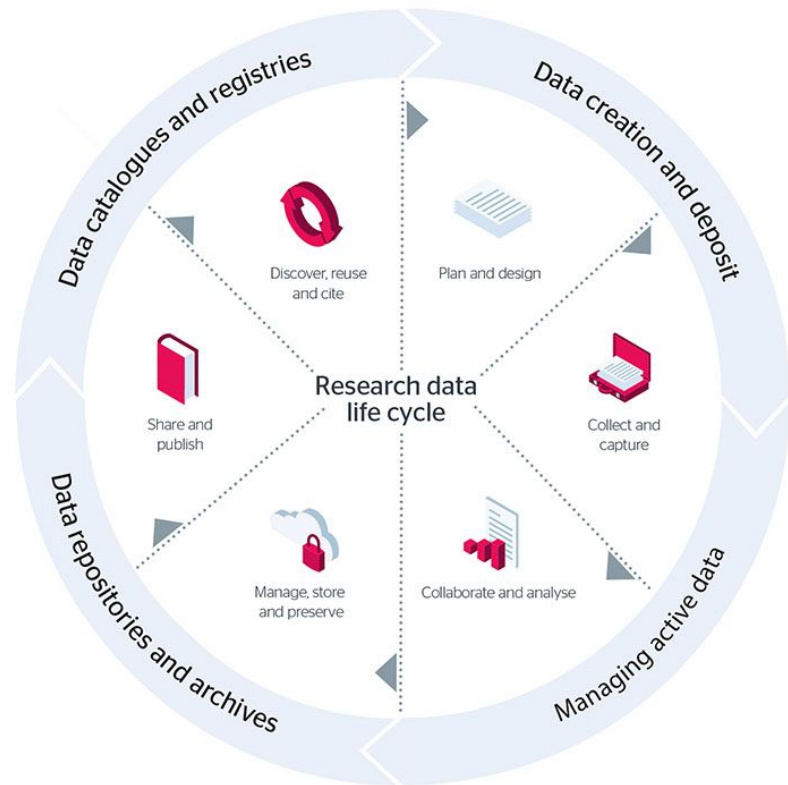 Data catalogues and registries
Data creation and deposit
Discover, reuse
and cite
Plan and design
Share and
publish
Research data
life cycle
Collect and
capture
Manage, store
and preserve
Collaborate and analyse
Data repositories and archives
Managing active data